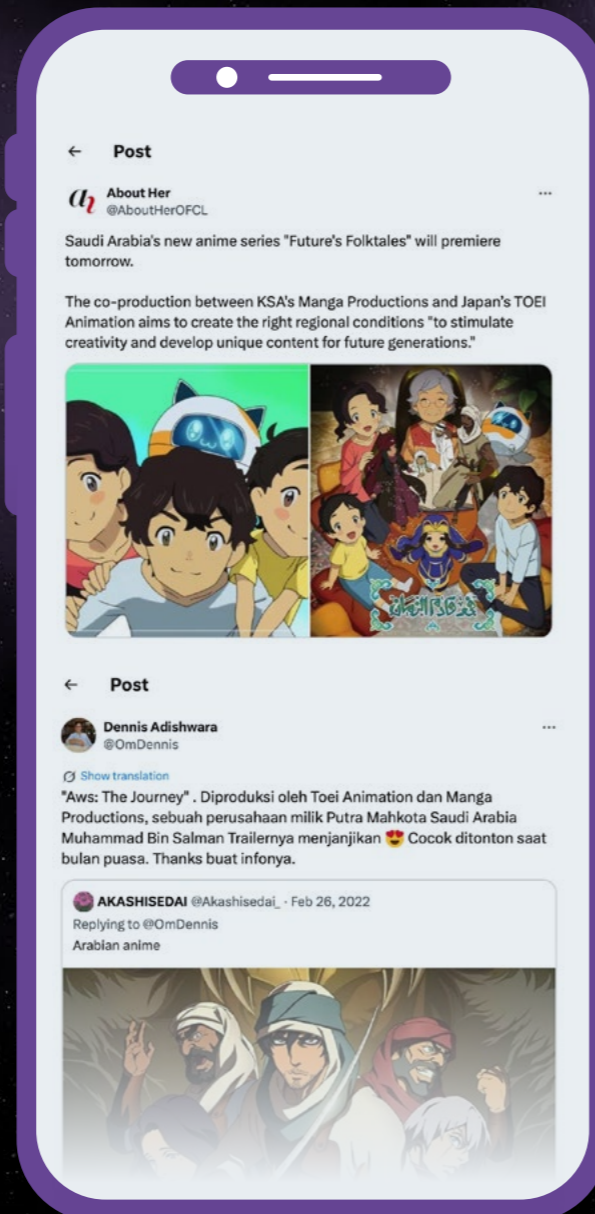 ← Post
About Her
@AboutHerOFCL
Saudi Arabia's new anime series "Future's Folktales" will premiere
tomorrow.
The co-production between KSA's Manga Productions and Japan's TOEI
Animation aims to create the right regional conditions "to stimulate
creativity and develop unique content for future generations."
← Post
Dennis Adishwara
@OmDennis
Show translation
"Aws: The Journey" . Diproduksi oleh Toei Animation dan Manga
Productions, sebuah perusahaan milik Putra Mahkota Saudi Arabia
Muhammad Bin Salman Trailernya menjanjikan 😍 Cocok ditonton saat
bulan puasa. Thanks buat infonya.
AKASHISEDAI @Akashisedai_ · Feb 26, 2022
Replying to @OmDennis
Arabian anime